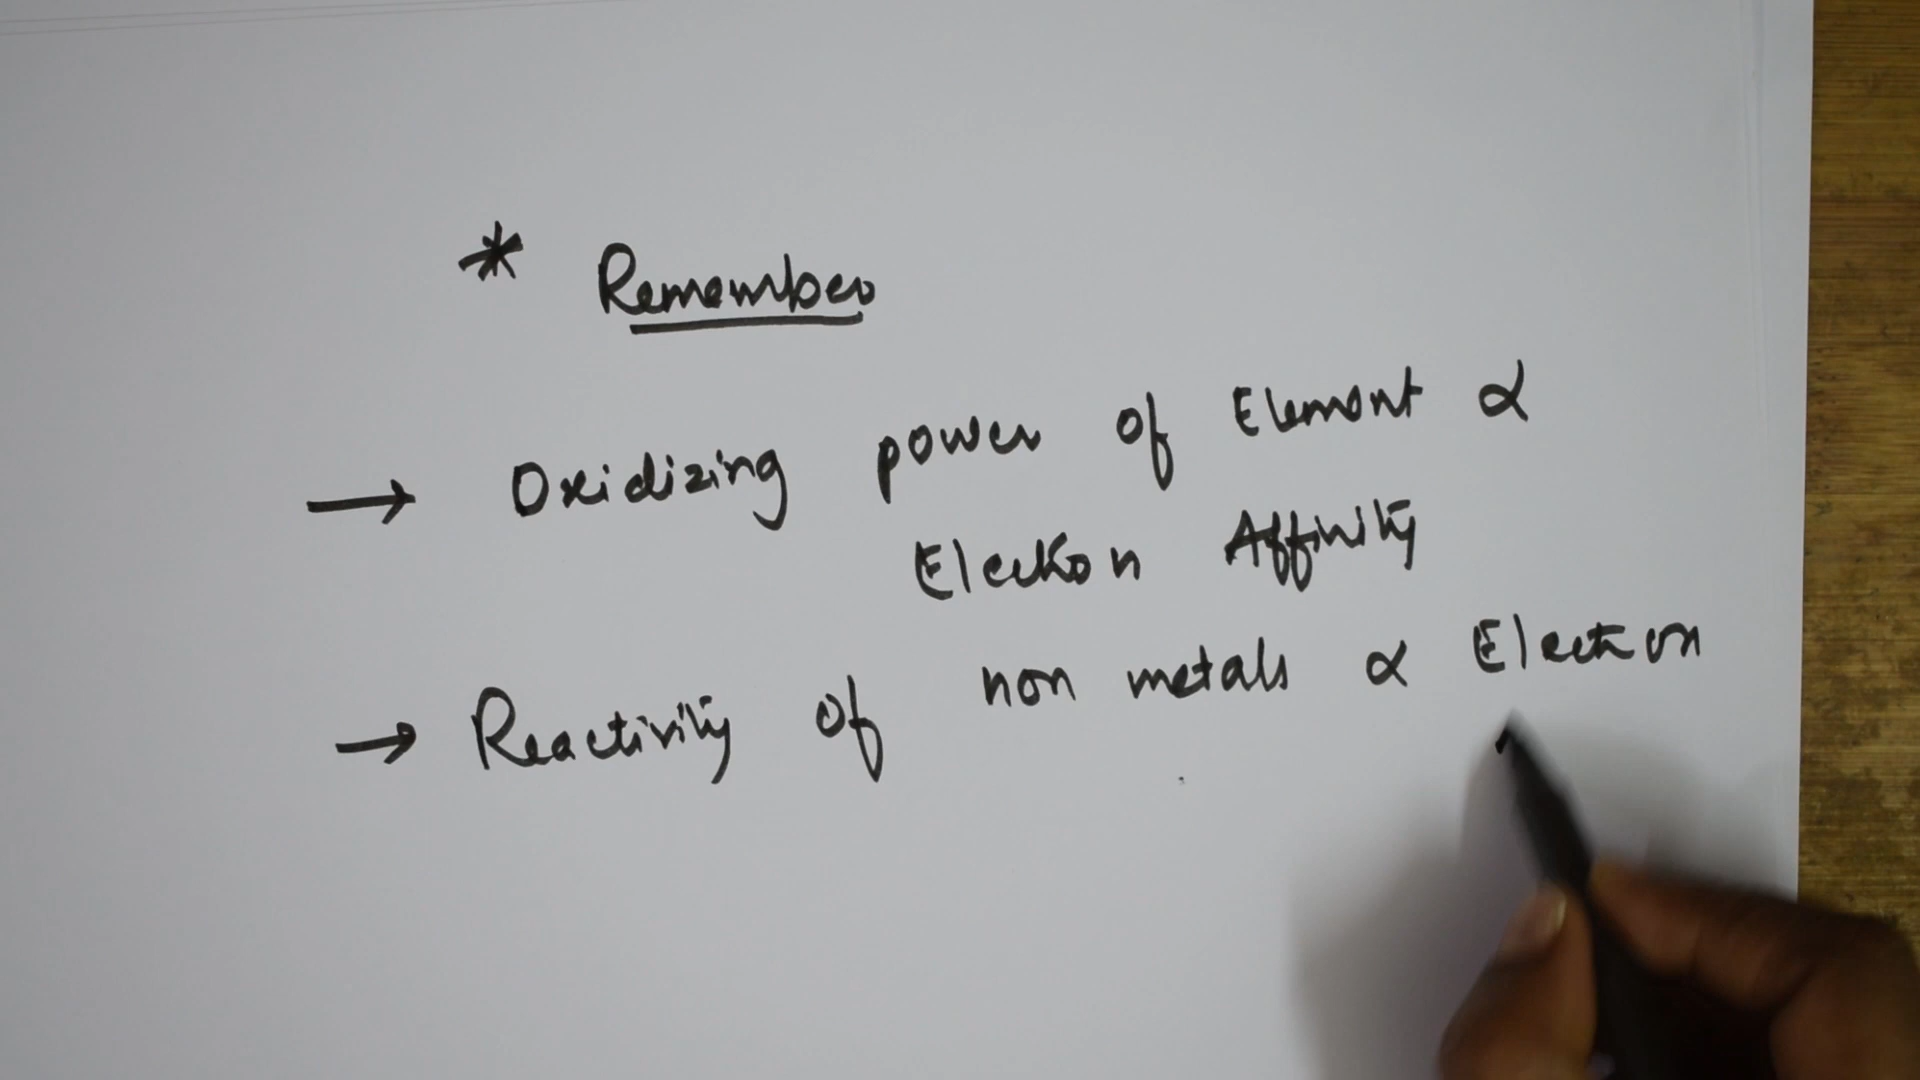 * Remember
→ Oxidizing power of Element α
Electron Affinity
→ Reactivity of non metals α Electron